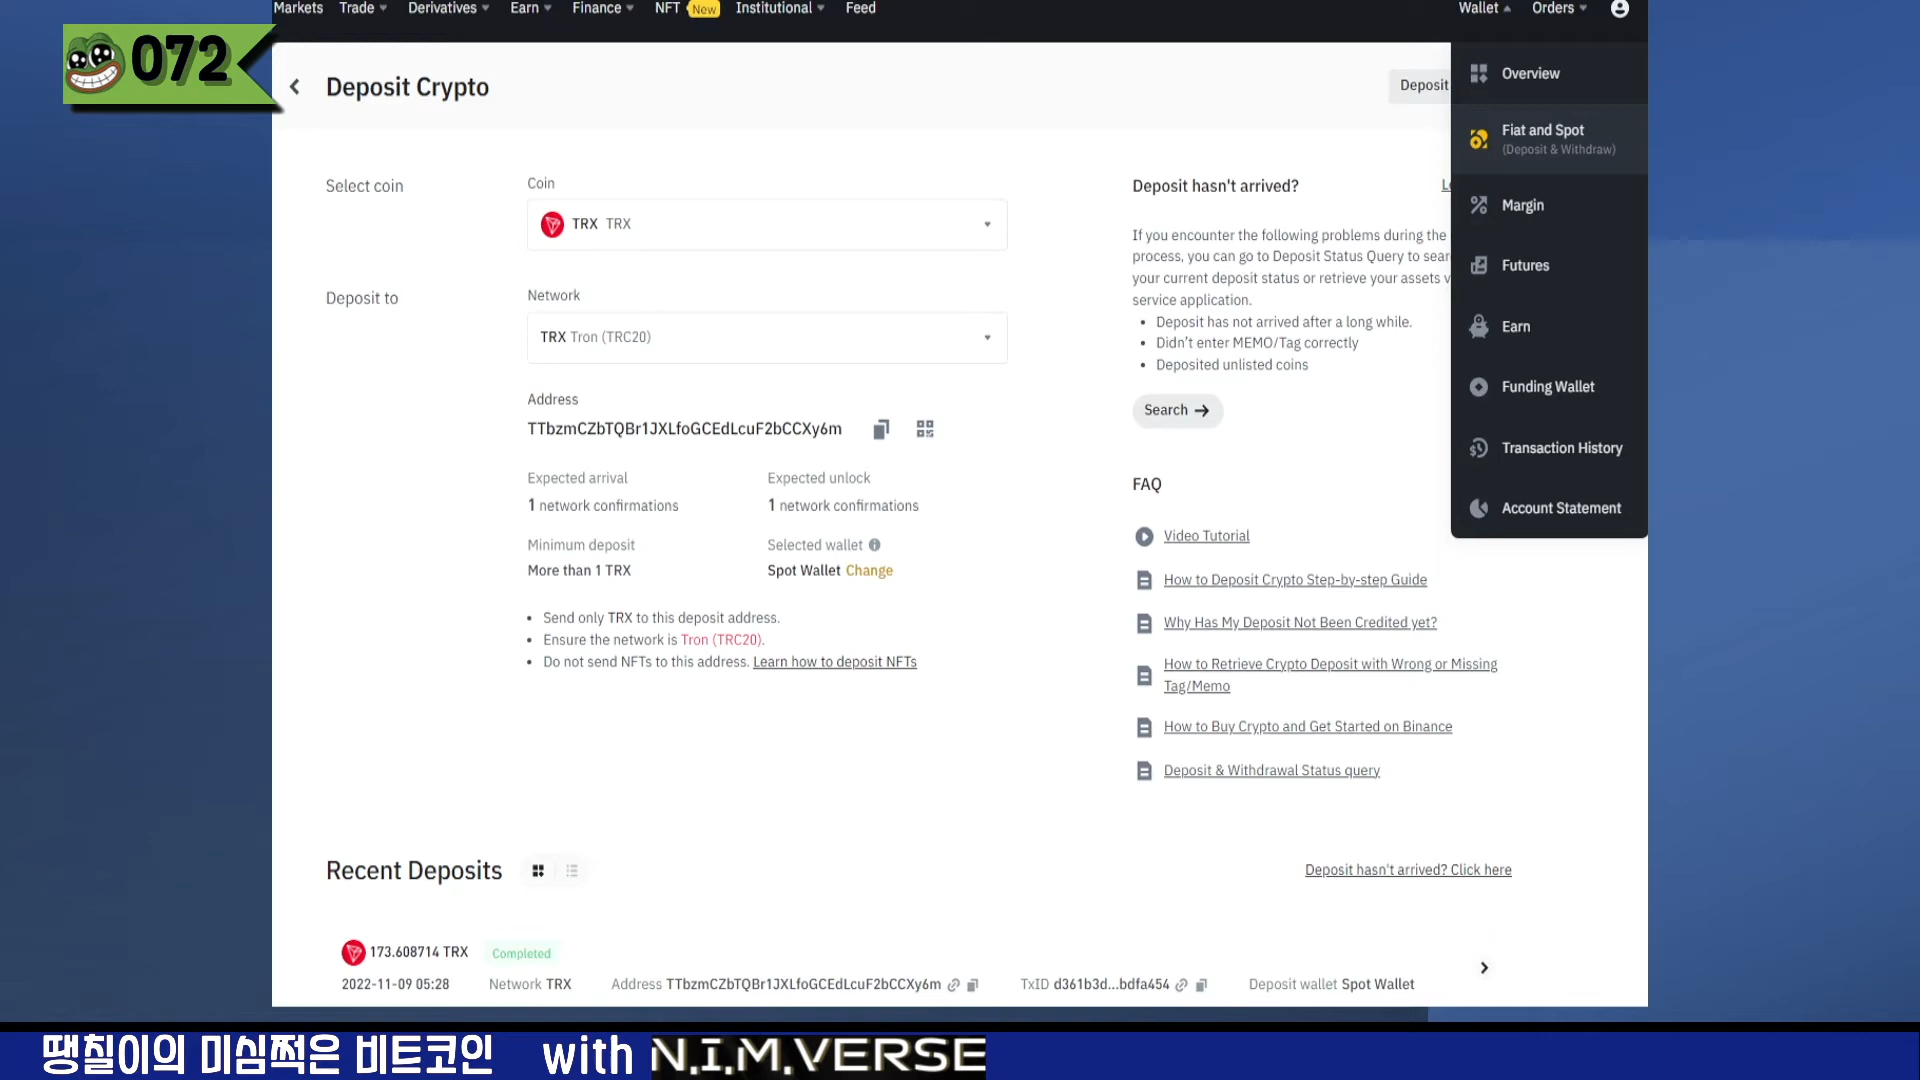 Markets Trade Derivatives Earn Finance NFT New Institutional Feed Wallet Orders
072
Deposit Crypto
Deposit
Overview
Fiat and Spot
(Deposit & Withdraw)
Margin
Futures
Earn
Funding Wallet
Transaction History
Account Statement
Select coin
Coin
TRX TRX
Deposit to
Network
TRX Tron (TRC20)
Address
TTbzmCZbTQBr1JXLfoGCEdLcuF2bCCXy6m
Expected arrival
1 network confirmations
Expected unlock
1 network confirmations
Minimum deposit
More than 1 TRX
Selected wallet
Spot Wallet Change
Send only TRX to this deposit address.
Ensure the network is Tron (TRC20).
Do not send NFTs to this address. Learn how to deposit NFTs
Deposit hasn't arrived?
If you encounter the following problems during the
process, you can go to Deposit Status Query to sear
your current deposit status or retrieve your assets v
service application.
Deposit has not arrived after a long while.
Didn't enter MEMO/Tag correctly
Deposited unlisted coins
Search
FAQ
Video Tutorial
How to Deposit Crypto Step-by-step Guide
Why Has My Deposit Not Been Credited yet?
How to Retrieve Crypto Deposit with Wrong or Missing
Tag/Memo
How to Buy Crypto and Get Started on Binance
Deposit & Withdrawal Status query
Recent Deposits
Deposit hasn't arrived? Click here
173.608714 TRX Completed
2022-11-09 05:28 Network TRX Address TTbzmCZbTQBr1JXLfoGCEdLcuF2bCCXy6m TxID d361b3d...bdfa454 Deposit wallet Spot Wallet
땡칠이의 미심쩍은 비트코인 with N.I.M.VERSE